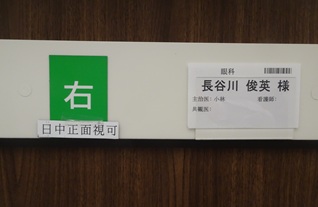 右
日中正面視可
眼科
長谷川 俊英 様
主治医: 小林 看護師:
共観医: